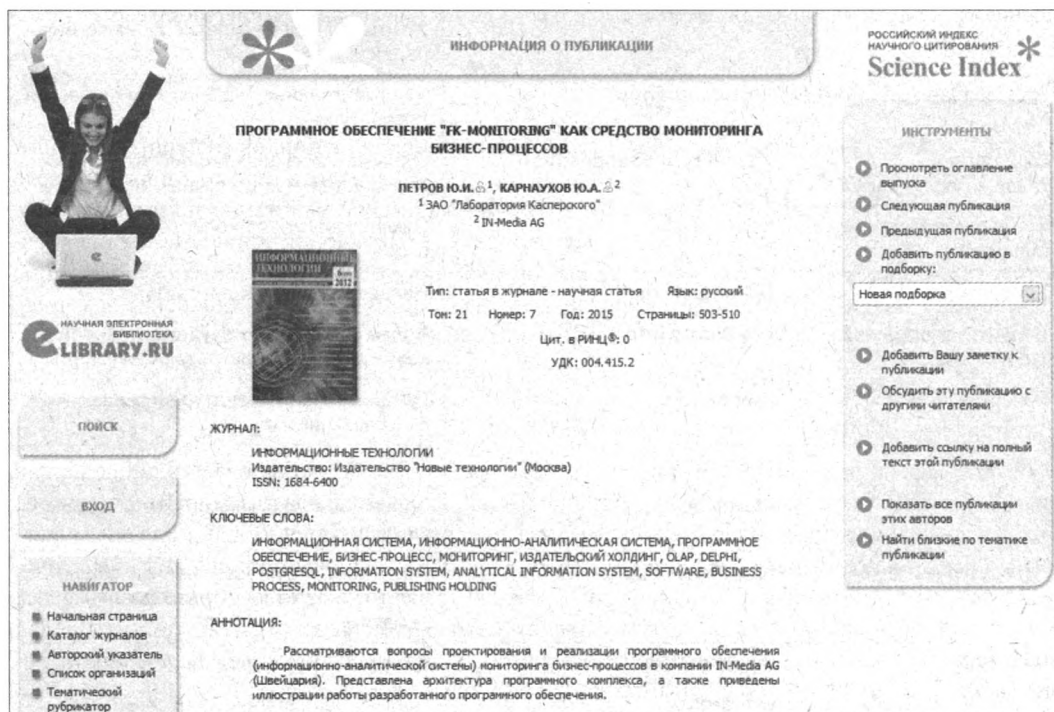 ИНФОРМАЦИЯ О ПУБЛИКАЦИИ
РОССИЙСКИЙ ИНДЕКС
НАУЧНОГО ЦИТИРОВАНИЯ
Science Index
ПРОГРАММНОЕ ОБЕСПЕЧЕНИЕ "FK-MONITORING" КАК СРЕДСТВО МОНИТОРИНГА
БИЗНЕС-ПРОЦЕССОВ
ПЕТРОВ Ю.И.1, КАРНАУХОВ Ю.А.2
1 ЗАО "Лаборатория Касперского"
2 IN-Media AG
ИНФОРМАЦИОННЫЕ
ТЕХНОЛОГИИ
2012
Тип: статья в журнале - научная статья Язык: русский
Том: 21 Номер: 7 Год: 2015 Страницы: 503-510
Цит. в РИНЦ®: 0
УДК: 004.415.2
ЖУРНАЛ:
ИНФОРМАЦИОННЫЕ ТЕХНОЛОГИИ
Издательство: Издательство "Новые технологии" (Москва)
ISSN: 1684-6400
КЛЮЧЕВЫЕ СЛОВА:
ИНФОРМАЦИОННАЯ СИСТЕМА, ИНФОРМАЦИОННО-АНАЛИТИЧЕСКАЯ СИСТЕМА, ПРОГРАММНОЕ
ОБЕСПЕЧЕНИЕ, БИЗНЕС-ПРОЦЕСС, МОНИТОРИНГ, ИЗДАТЕЛЬСКИЙ ХОЛДИНГ, OLAP, DELPHI,
POSTGRESQL, INFORMATION SYSTEM, ANALYTICAL INFORMATION SYSTEM, SOFTWARE, BUSINESS
PROCESS, MONITORING, PUBLISHING HOLDING
АННОТАЦИЯ:
Рассматриваются вопросы проектирования и реализации программного обеспечения
(информационно-аналитической системы) мониторинга бизнес-процессов в компании IN-Media AG
(Швейцария). Представлена архитектура программного комплекса, а также приведены
иллюстрации работы разработанного программного обеспечения.
НАУЧНАЯ ЭЛЕКТРОННАЯ
БИБЛИОТЕКА
eLIBRARY.RU
ПОИСК
ВХОД
НАВИГАТОР
Начальная страница
Каталог журналов
Авторский указатель
Список организаций
Тематический
рубрикатор
ИНСТРУМЕНТЫ
Просмотреть оглавление
выпуска
Следующая публикация
Предыдущая публикация
Добавить публикацию в
подборку:
Новая подборка
Добавить Вашу заметку к
публикации
Обсудить эту публикацию с
другими читателями
Добавить ссылку на полный
текст этой публикации
Показать все публикации
этих авторов
Найти близкие по тематике
публикации